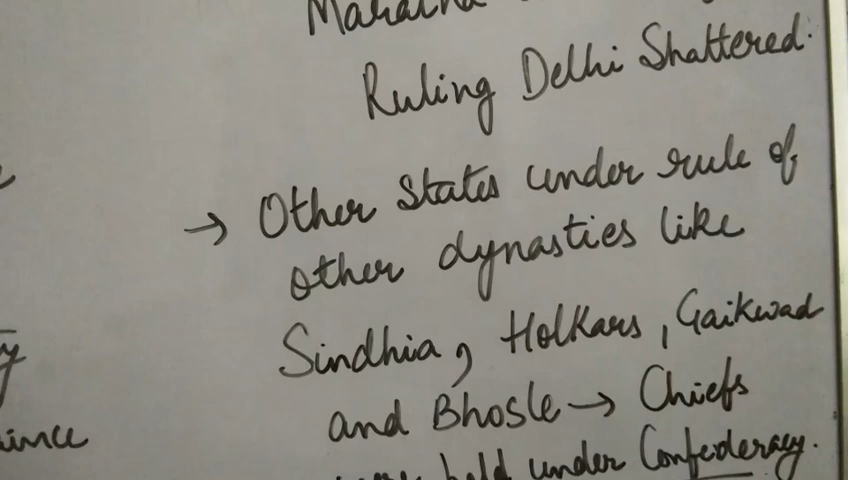 Maratha
Ruling Delhi Shattered.
→ Other States under rule of
other dynasties like
Sindhia, Holkars, Gaikwad
and Bhosle → Chiefs
held under Confederacy.